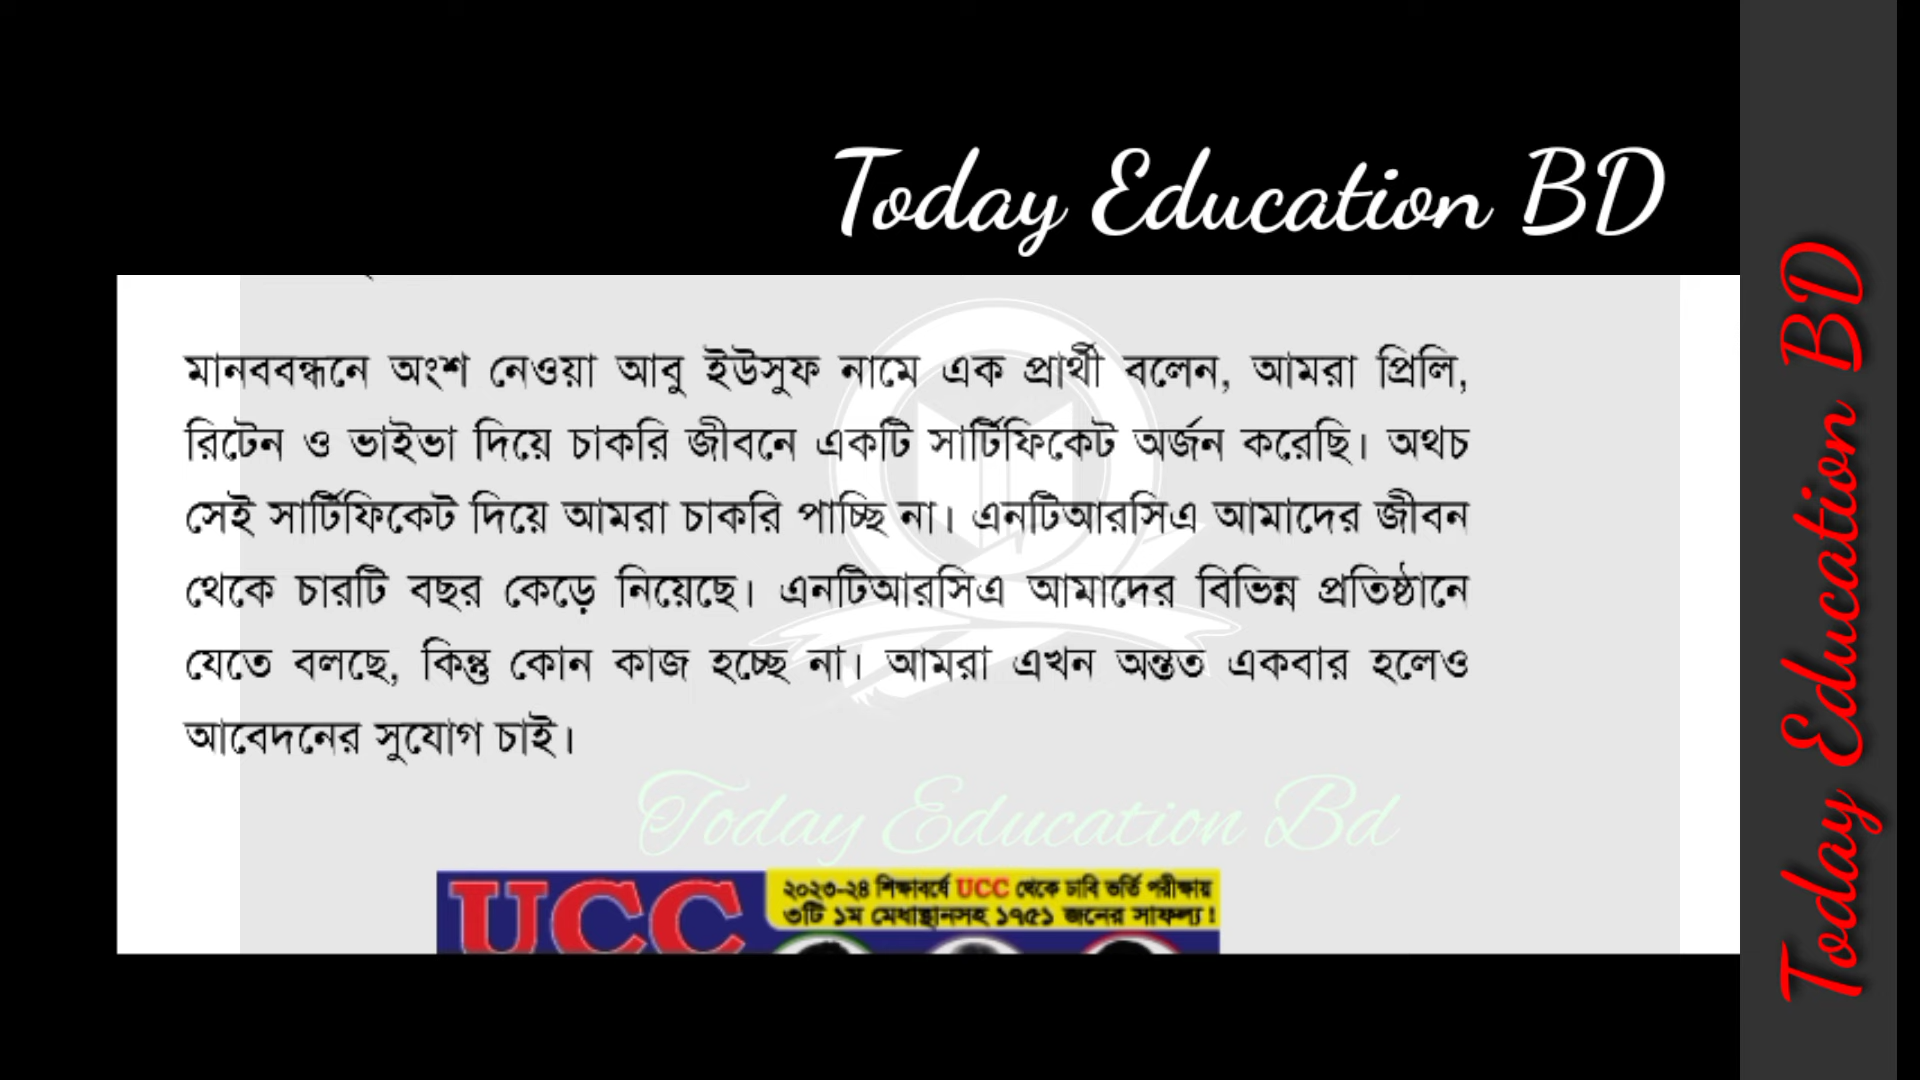 Today Education BD
মানববন্ধনে অংশ নেওয়া আবু ইউসুফ নামে এক প্রার্থী বলেন, আমরা প্রিলি,
রিটেন ও ভাইভা দিয়ে চাকরি জীবনে একটি সার্টিফিকেট অর্জন করেছি। অথচ
সেই সার্টিফিকেট দিয়ে আমরা চাকরি পাচ্ছি না। এনটিআরসিএ আমাদের জীবন
থেকে চারটি বছর কেড়ে নিয়েছে। এনটিআরসিএ আমাদের বিভিন্ন প্রতিষ্ঠানে
যেতে বলছে, কিন্তু কোন কাজ হচ্ছে না। আমরা এখন অন্তত একবার হলেও
আবেদনের সুযোগ চাই।
Today Education Bd
UCC
২০২৩-২৪ শিক্ষাবর্ষে UCC থেকে ঢাবি ভর্তি পরীক্ষায়
৩টি ১ম মেধাস্থানসহ ১৭৫১ জনের সাফল্য!
Today Education BD